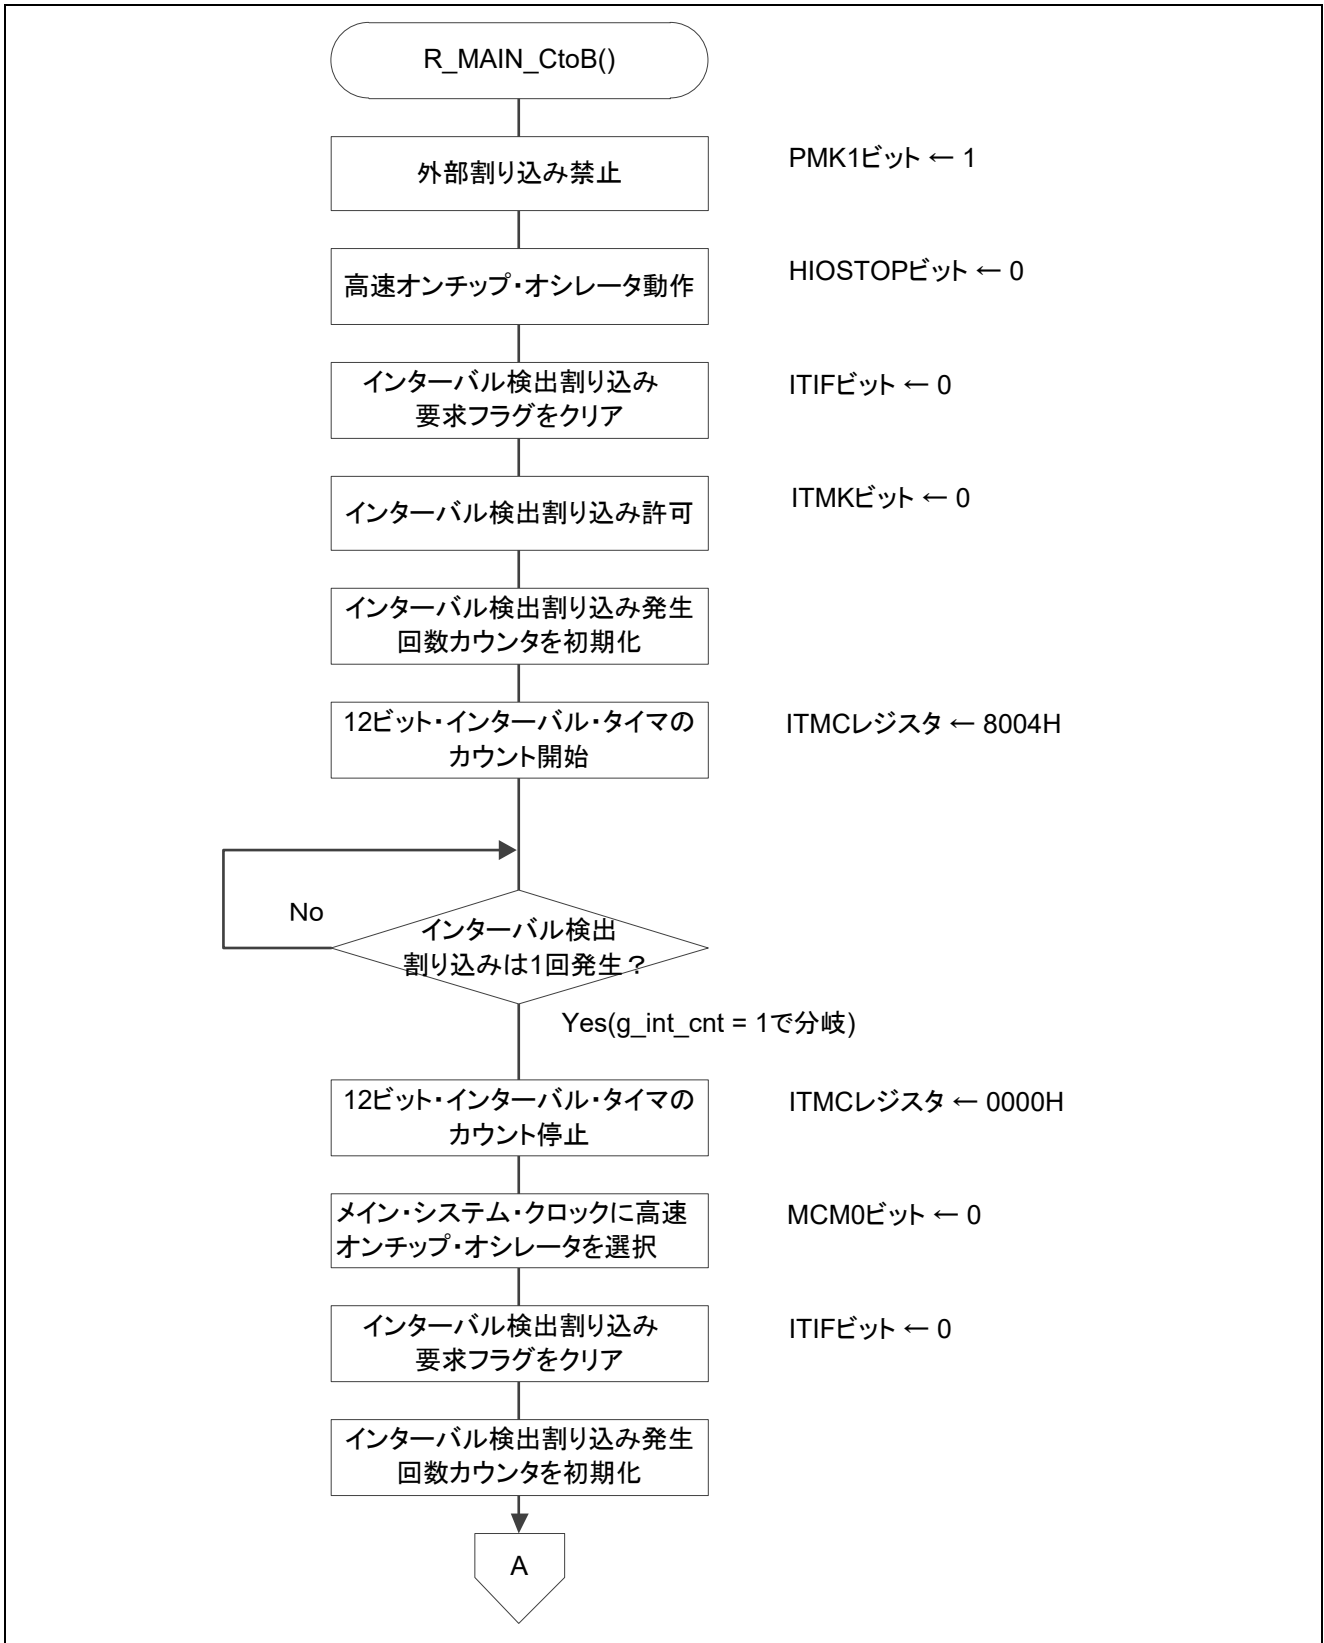 R_MAIN_CtoB()
外部割り込み禁止
PMK1ビット ← 1
高速オンチップ・オシレータ動作
HIOSTOPビット ← 0
インターバル検出割り込み
要求フラグをクリア
ITIFビット ← 0
インターバル検出割り込み許可
ITMKビット ← 0
インターバル検出割り込み発生
回数カウンタを初期化
12ビット・インターバル・タイマの
カウント開始
ITMCレジスタ ← 8004H
No
インターバル検出
割り込みは1回発生？
Yes(g_int_cnt = 1で分岐)
12ビット・インターバル・タイマの
カウント停止
ITMCレジスタ ← 0000H
メイン・システム・クロックに高速
オンチップ・オシレータを選択
MCM0ビット ← 0
インターバル検出割り込み
要求フラグをクリア
ITIFビット ← 0
インターバル検出割り込み発生
回数カウンタを初期化
A